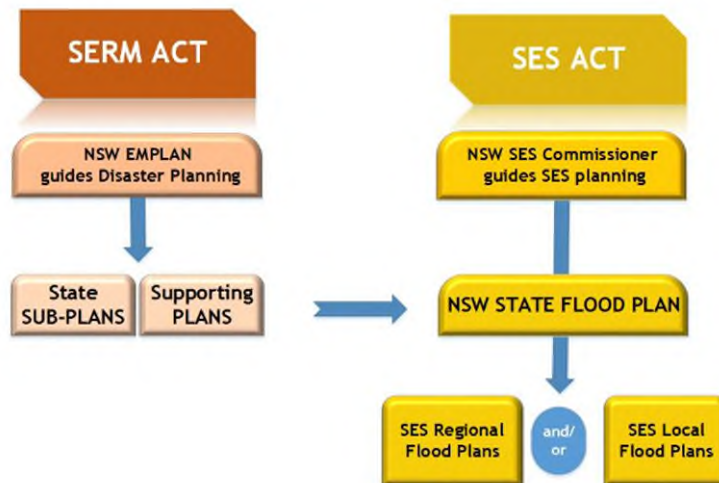 SERM ACT
NSW EMPLAN
guides Disaster Planning
State
SUB-PLANS
Supporting
PLANS
SES ACT
NSW SES Commissioner
guides SES planning
NSW STATE FLOOD PLAN
SES Regional
Flood Plans
and/
or
SES Local
Flood Plans